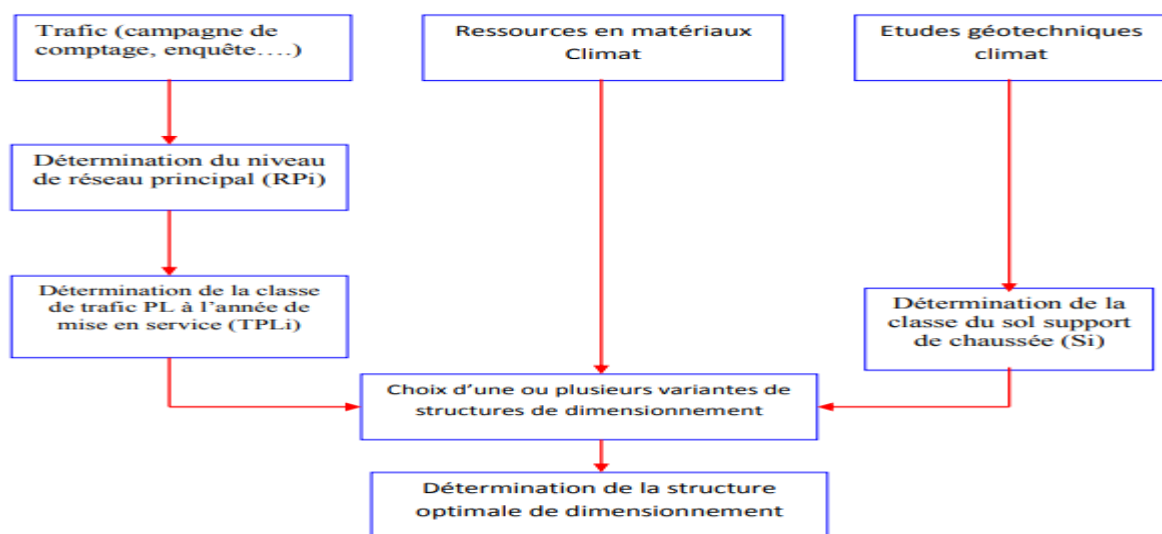 Trafic (campagne de
comptage, enquête….)
Ressources en matériaux
Climat
Etudes géotechniques
climat
Détermination du niveau
de réseau principal (RPi)
Détermination de la classe
de trafic PL à l’année de
mise en service (TPLi)
Détermination de la
classe du sol support
de chaussée (Si)
Choix d’une ou plusieurs variantes de
structures de dimensionnement
Détermination de la structure
optimale de dimensionnement